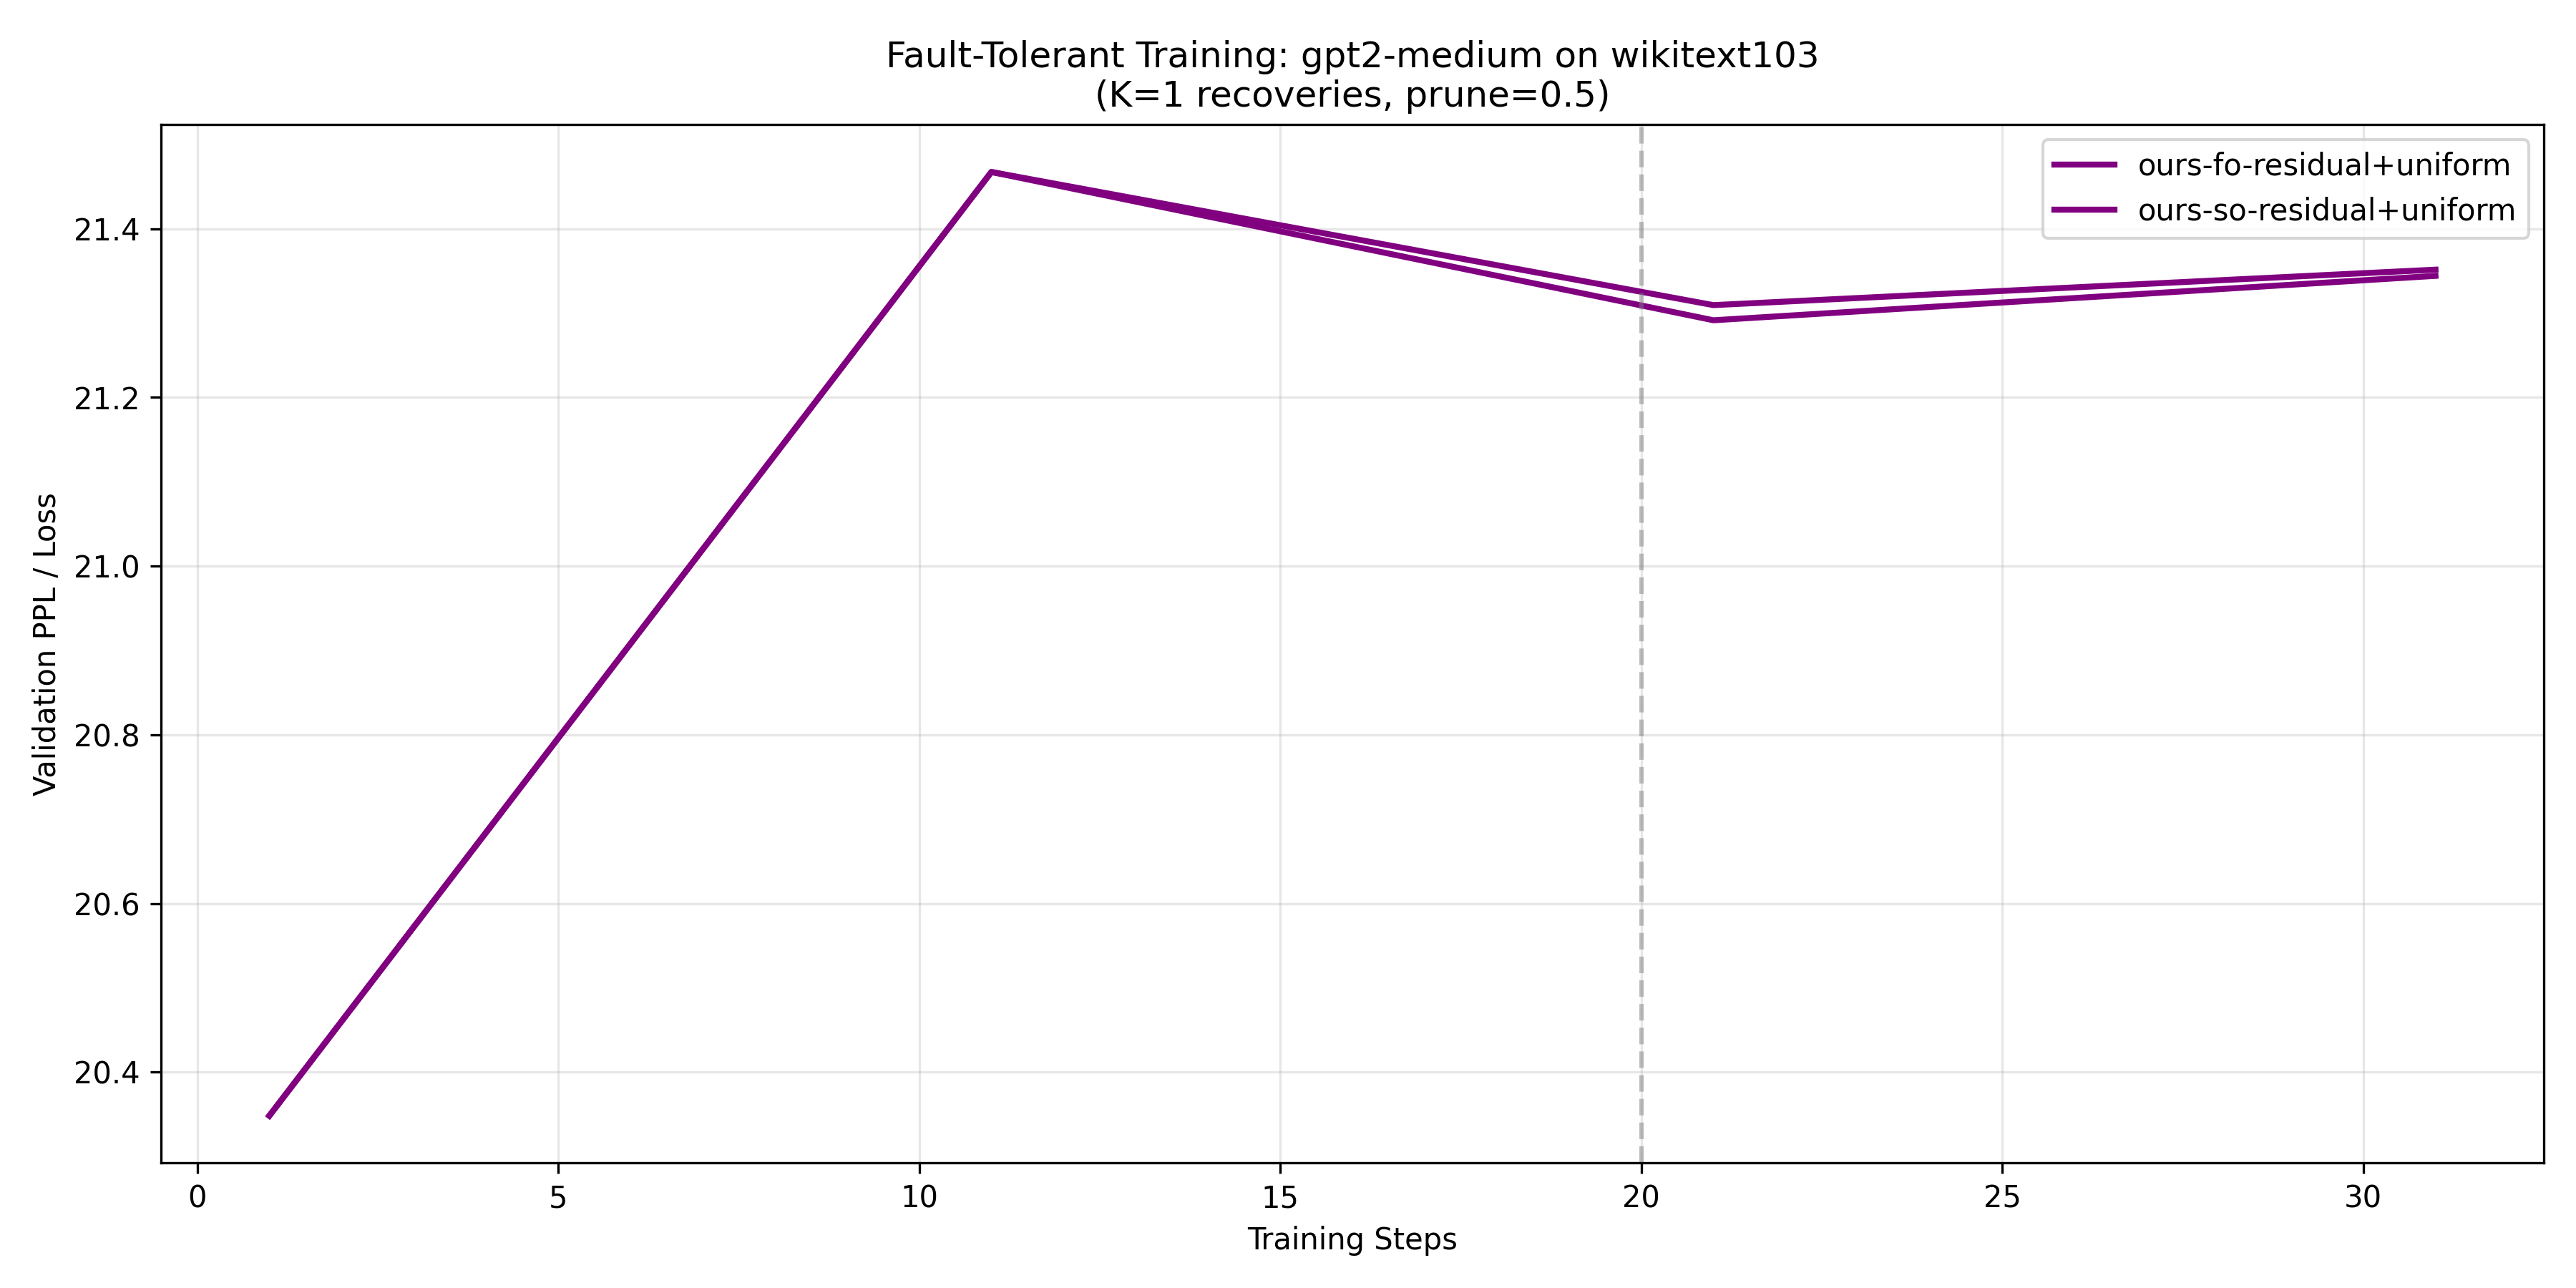 Fault-Tolerant Training: gpt2-medium on wikitext103
(K=1 recoveries, prune=0.5)
ours-fo-residual+uniform
ours-so-residual+uniform
Validation PPL / Loss
21.4
21.2
21.0
20.8
20.6
20.4
0 5 10 15 20 25 30
Training Steps